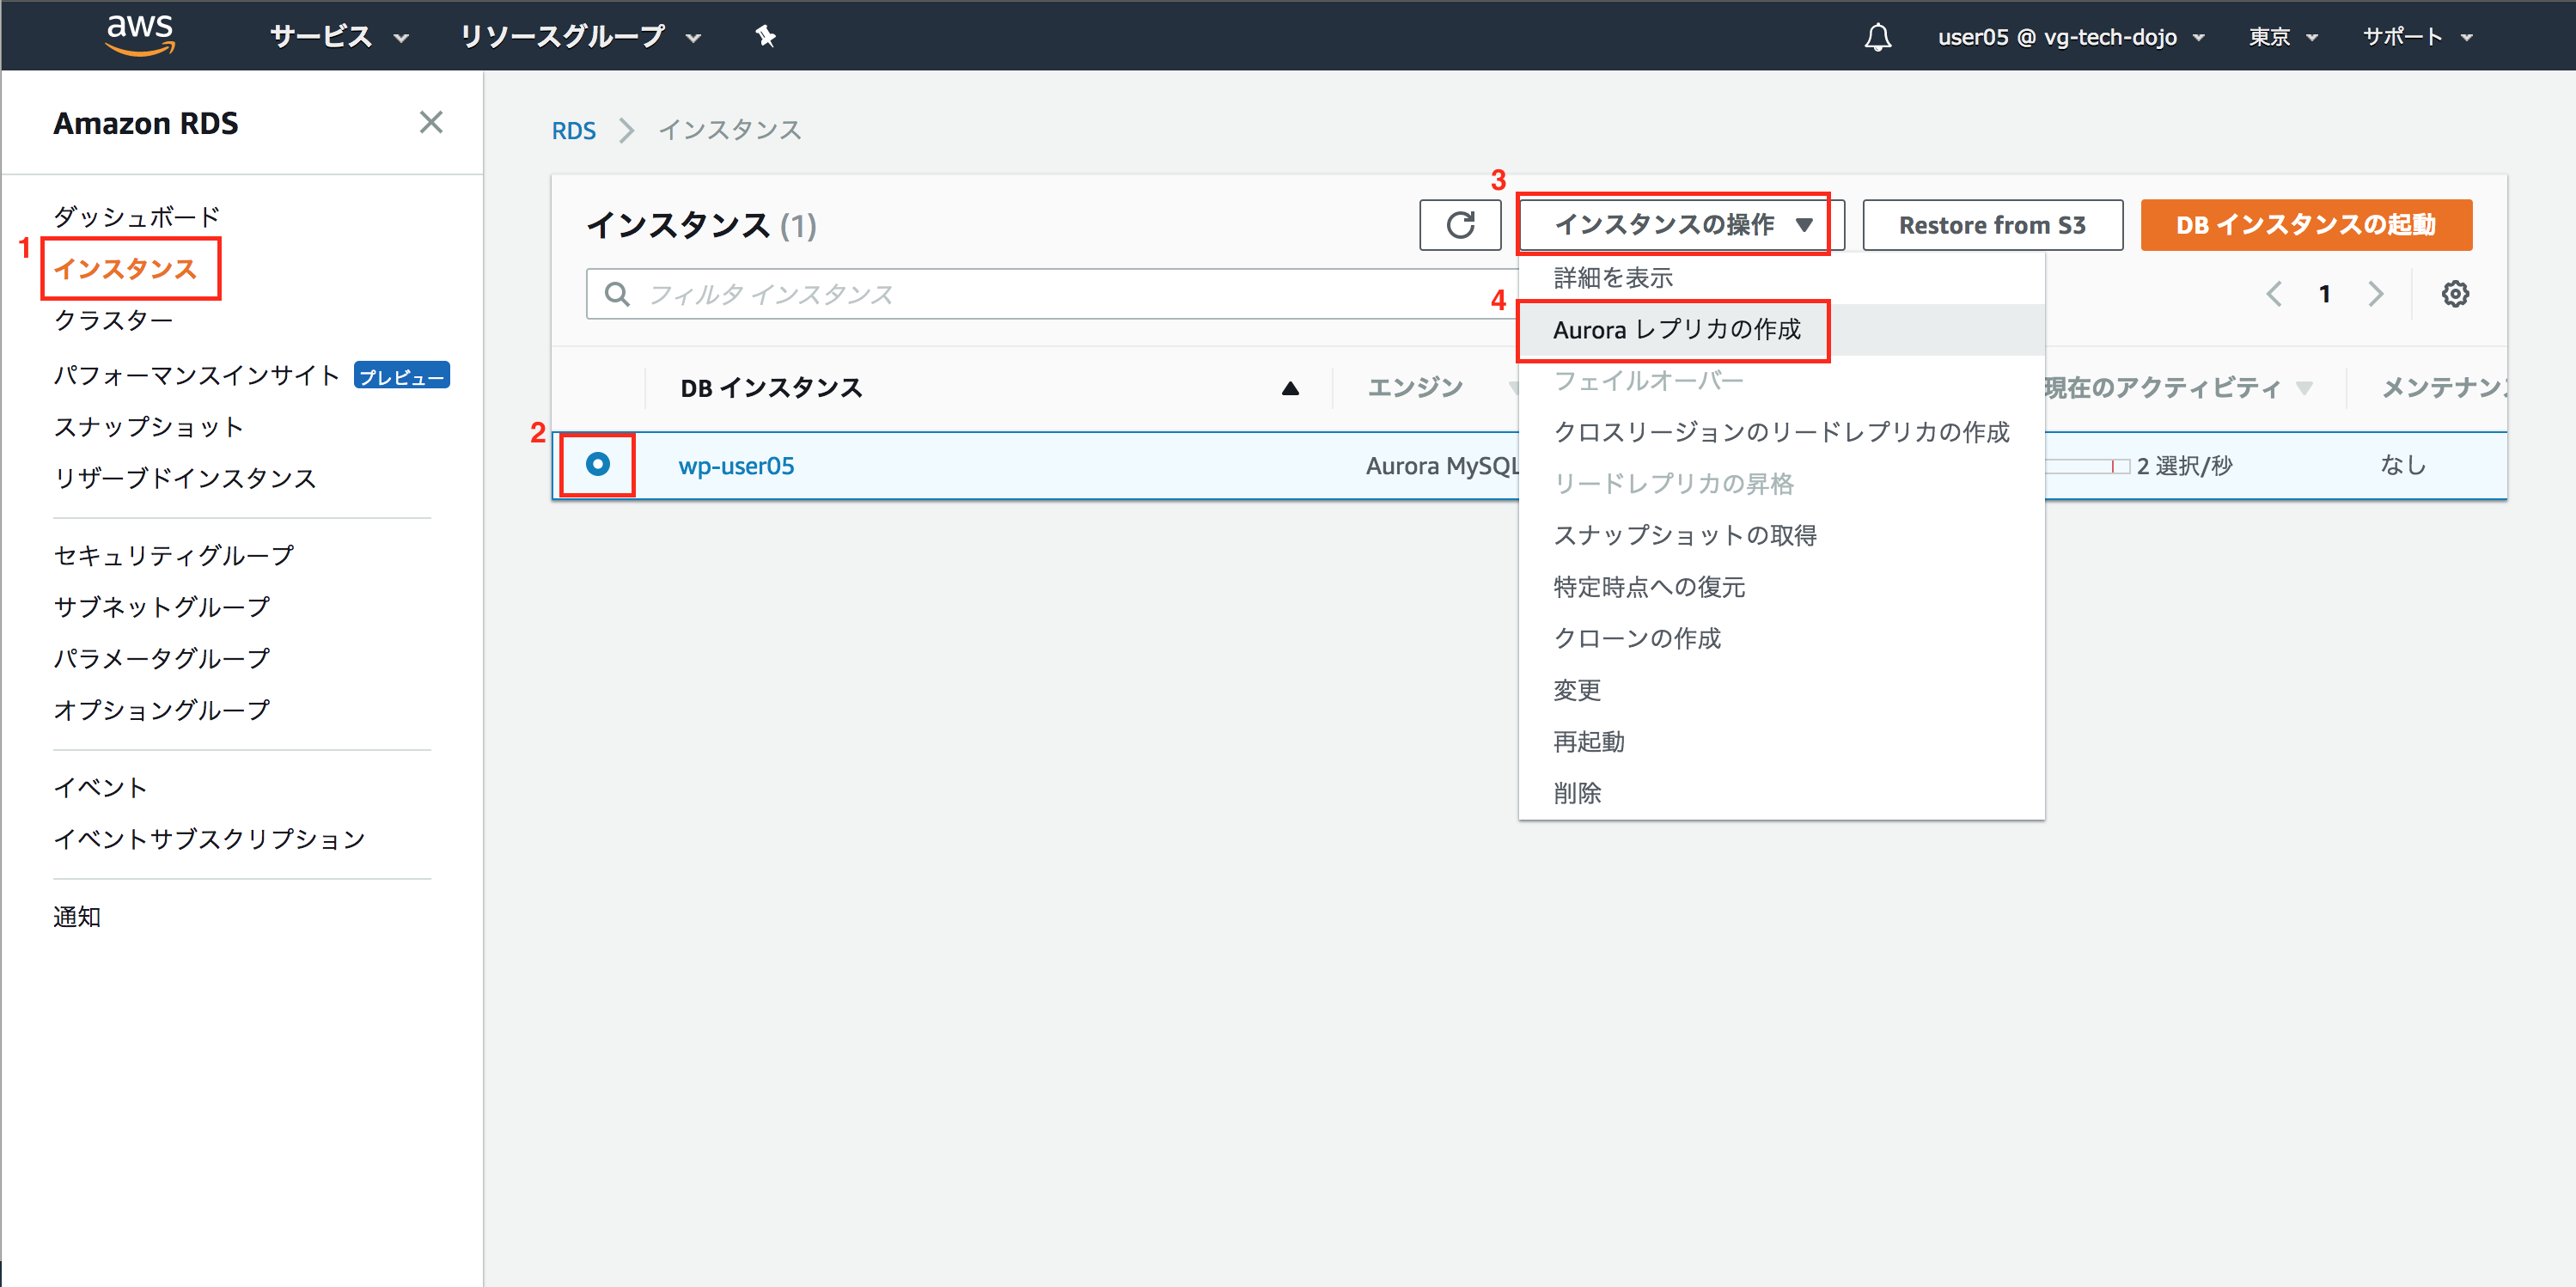 aws サービス リソースグループ user05 @ vg-tech-dojo 東京 サポート
Amazon RDS
ダッシュボード
1
インスタンス
クラスター
パフォーマンスインサイト プレビュー
スナップショット
リザーブドインスタンス
セキュリティグループ
サブネットグループ
パラメータグループ
オプショングループ
イベント
イベントサブスクリプション
通知
RDS インスタンス
インスタンス (1)
3
インスタンスの操作 Restore from S3 DB インスタンスの起動
フィルタ インスタンス
1
DB インスタンス エンジン 現在のアクティビティ メンテナン
2
wp-user05 Aurora MySQL 2 選択/秒 なし
詳細を表示
4
Aurora レプリカの作成
フェイルオーバー
クロスリージョンのリードレプリカの作成
リードレプリカの昇格
スナップショットの取得
特定時点への復元
クローンの作成
変更
再起動
削除